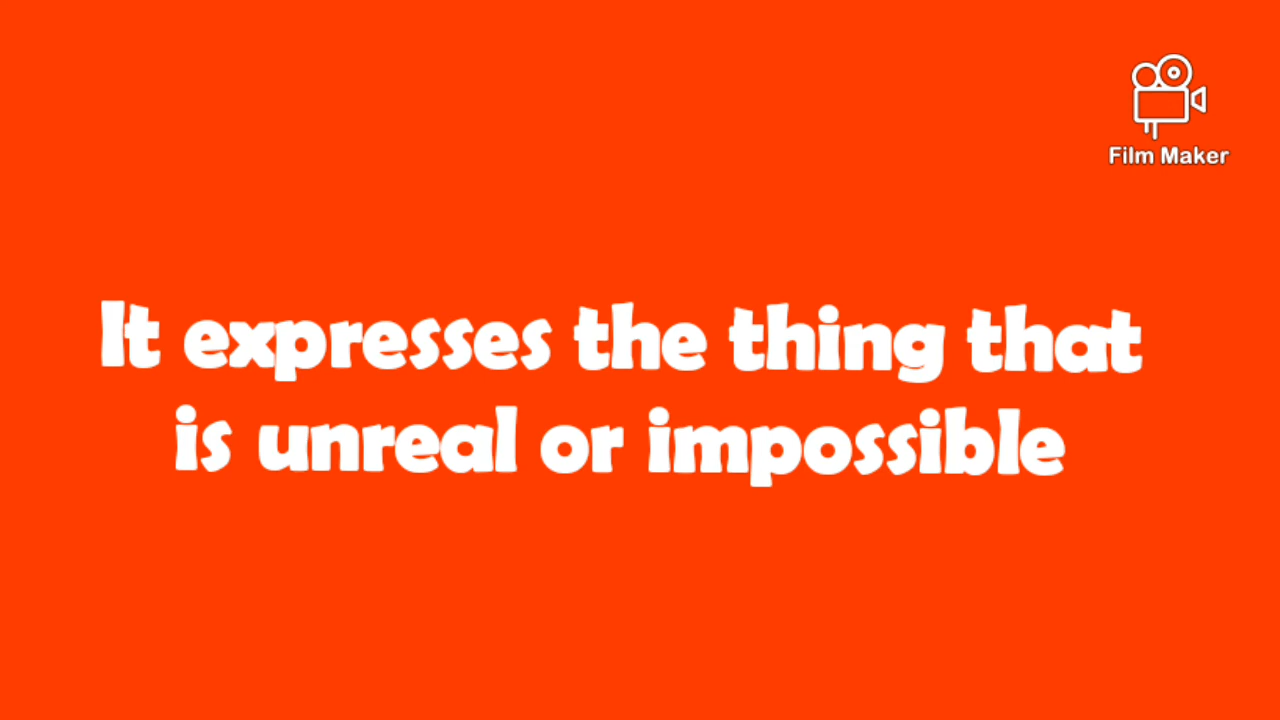 Film Maker
It expresses the thing that
is unreal or impossible